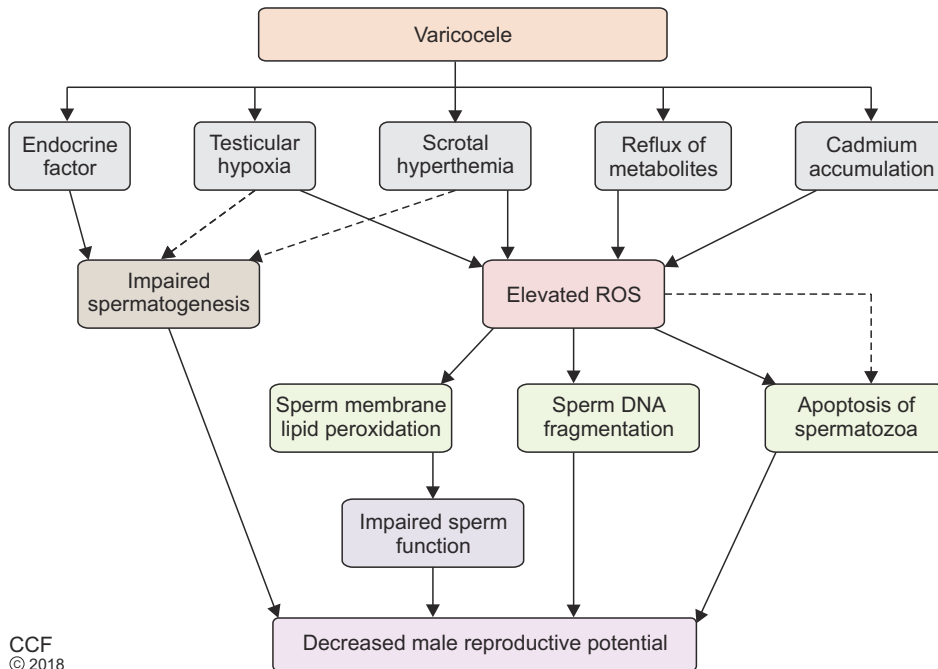 Varicocele
Endocrine
factor
Testicular
hypoxia
Scrotal
hyperthemia
Reflux of
metabolites
Cadmium
accumulation
Impaired
spermatogenesis
Elevated ROS
Sperm membrane
lipid peroxidation
Sperm DNA
fragmentation
Apoptosis of
spermatozoa
Impaired sperm
function
Decreased male reproductive potential
CCF
© 2018